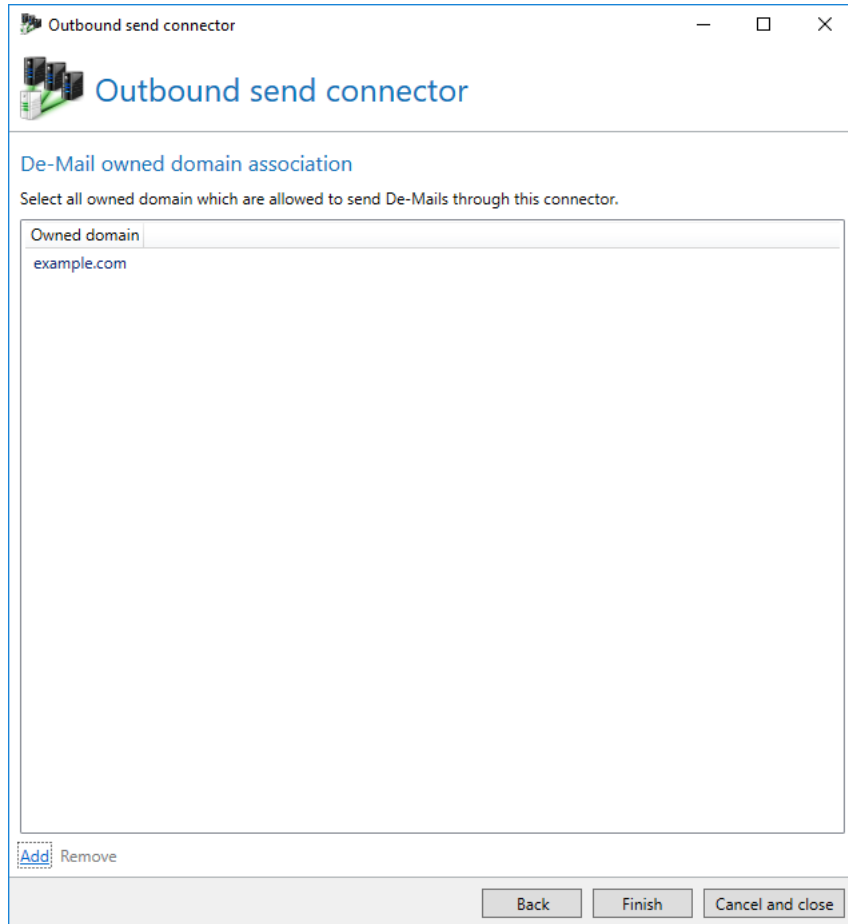 Outbound send connector
Outbound send connector
De-Mail owned domain association
Select all owned domain which are allowed to send De-Mails through this connector.
Owned domain
example.com
Add Remove
Back Finish Cancel and close